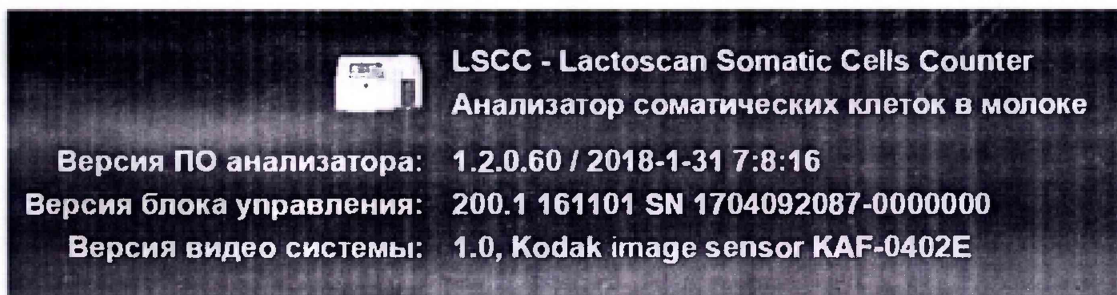 LSCC - Lactoscan Somatic Cells Counter
Анализатор соматических клеток в молоке
Версия ПО анализатора: 1.2.0.60 / 2018-1-31 7:8:16
Версия блока управления: 200.1 161101 SN 1704092087-0000000
Версия видео системы: 1.0, Kodak image sensor KAF-0402E